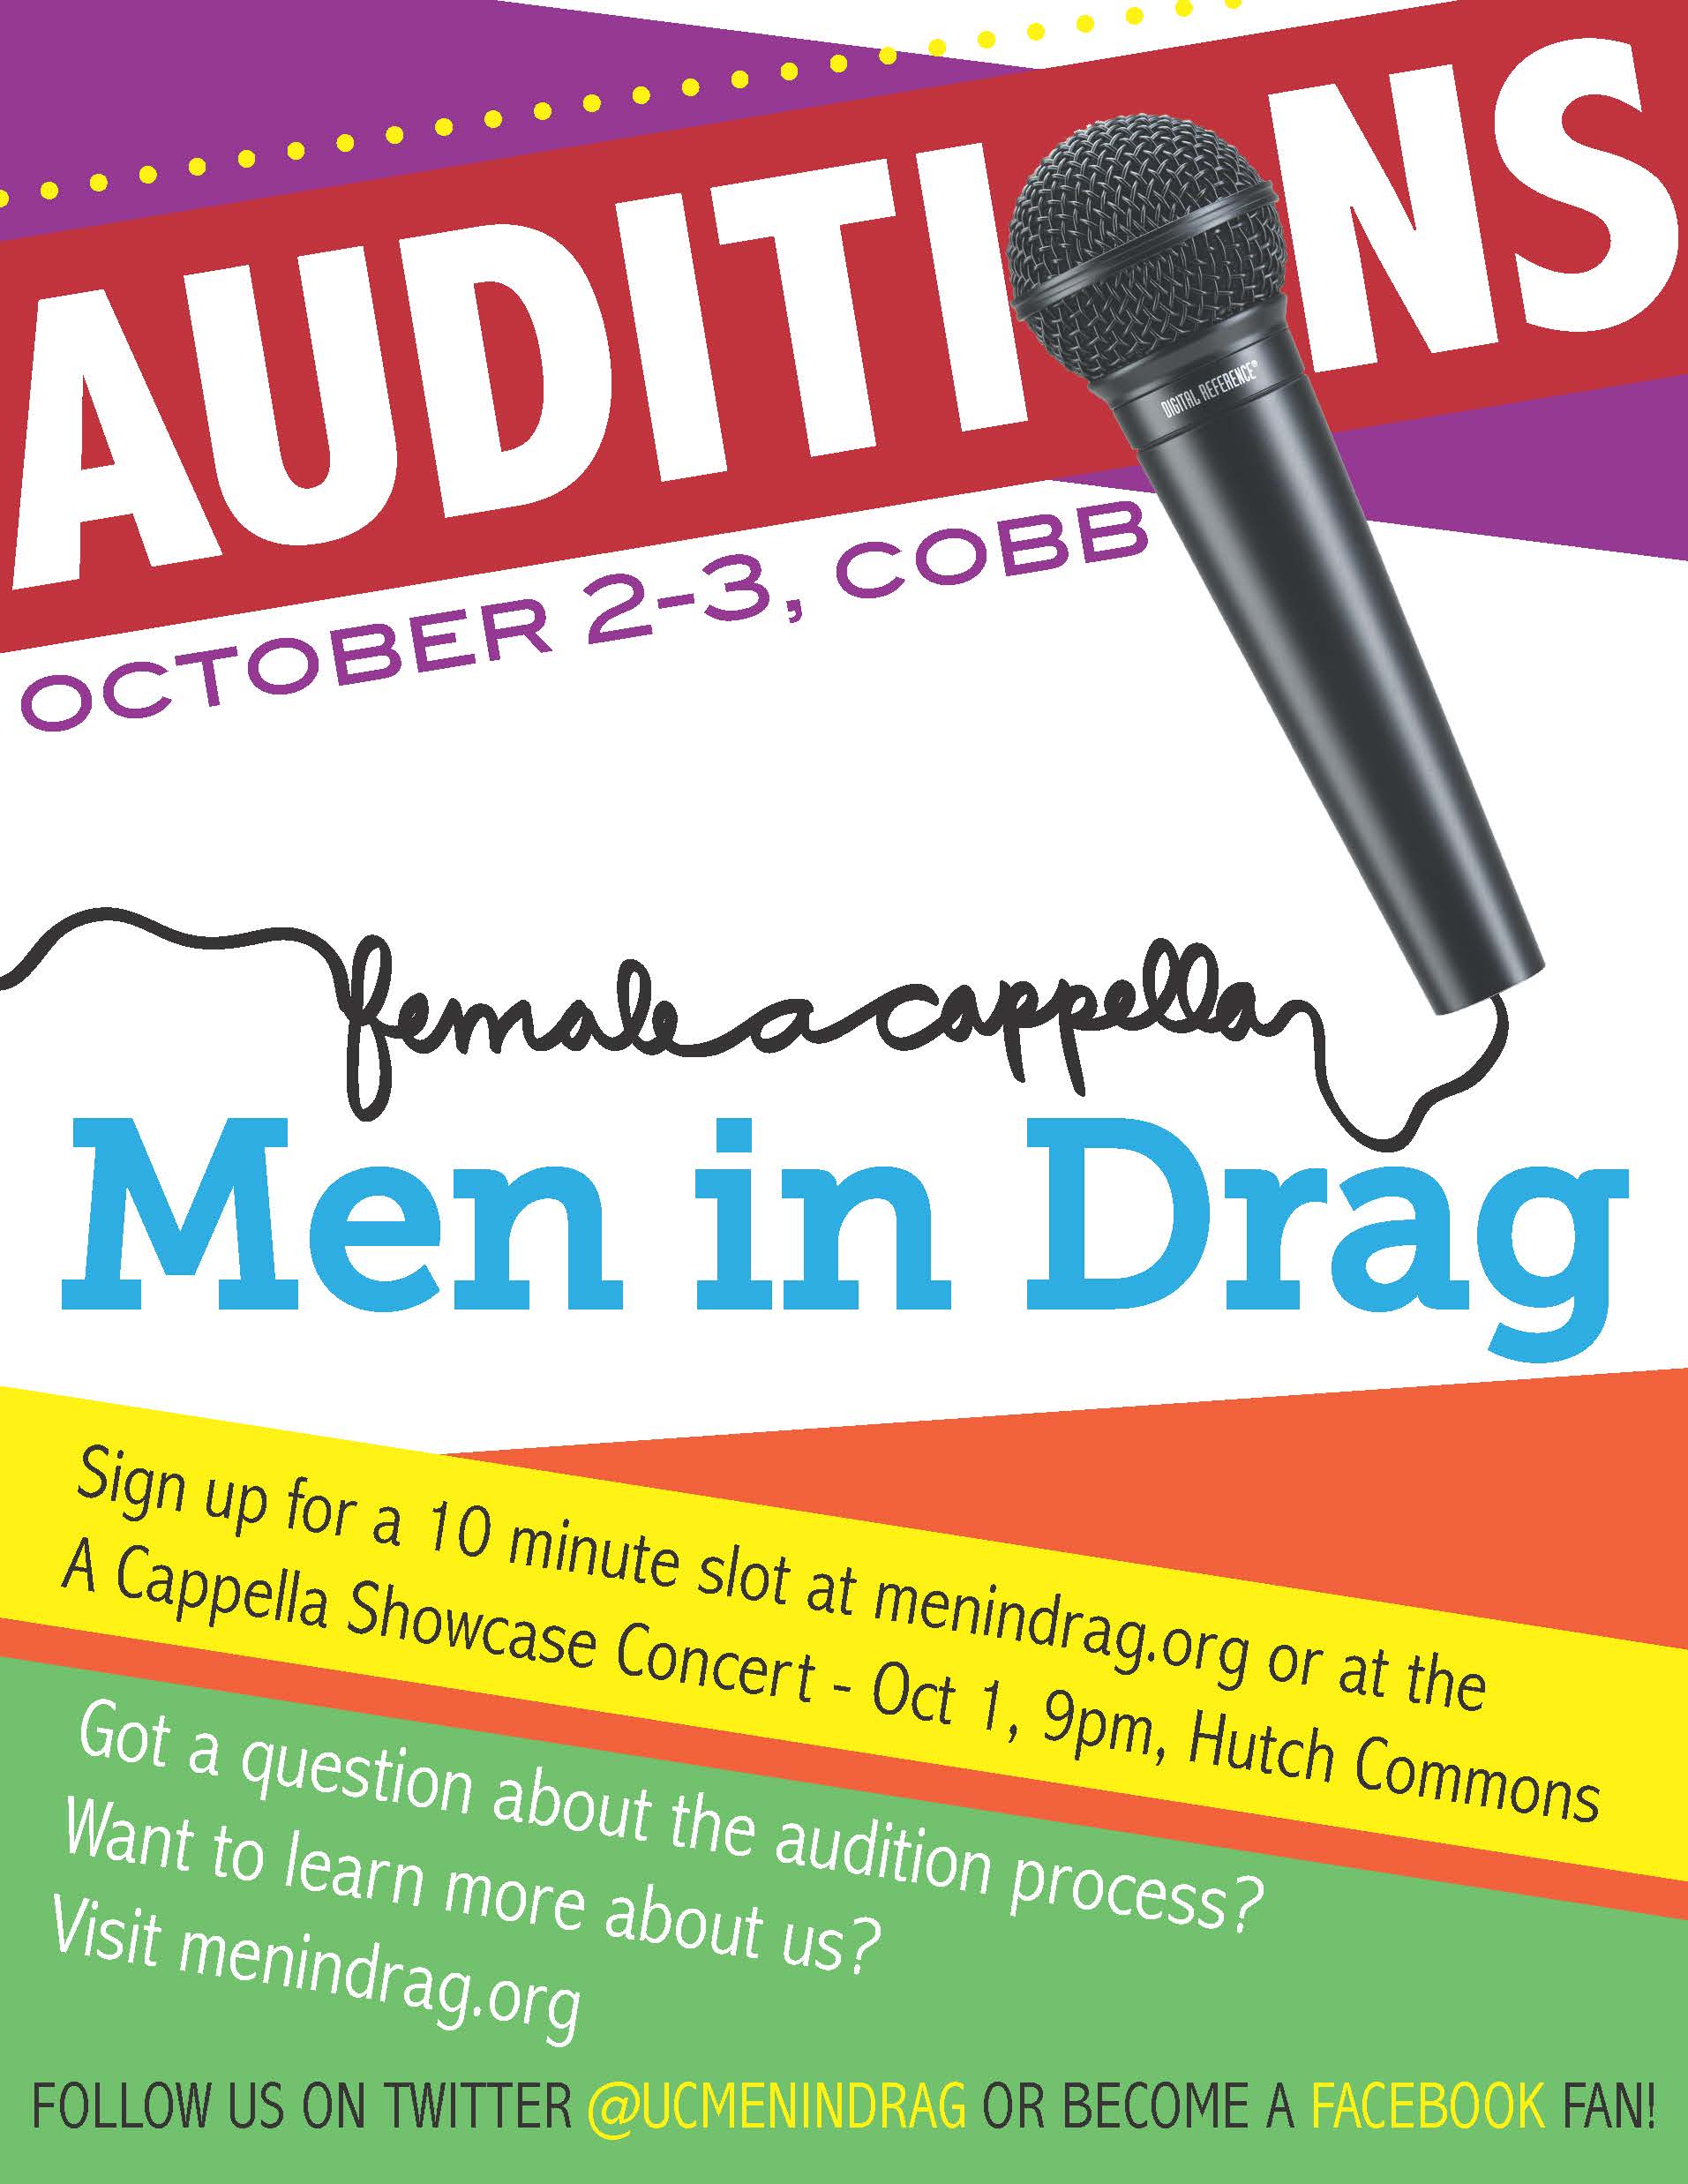 AUDITIONS
DIGITAL REFERENCE®
OCTOBER 2-3, COBB
female a cappella
Men in Drag
Sign up for a 10 minute slot at menindrag.org or at the
A Cappella Showcase Concert - Oct 1, 9pm, Hutch Commons
Got a question about the audition process?
Want to learn more about us?
Visit menindrag.org
FOLLOW US ON TWITTER @UCMENINDRAG OR BECOME A FACEBOOK FAN!